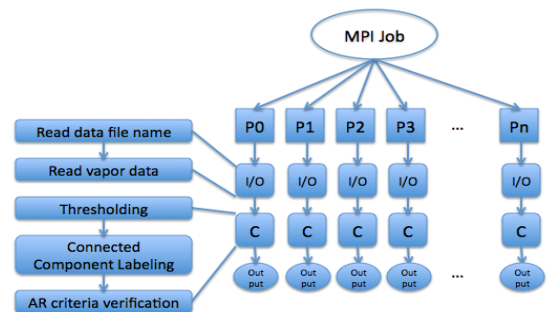 MPI Job
P0 P1 P2 P3 ... Pn
Read data file name
Read vapor data
I/O I/O I/O I/O I/O
Thresholding
C C C C C
Connected
Component Labeling
Out Out Out Out ... Out
put put put put put
AR criteria verification